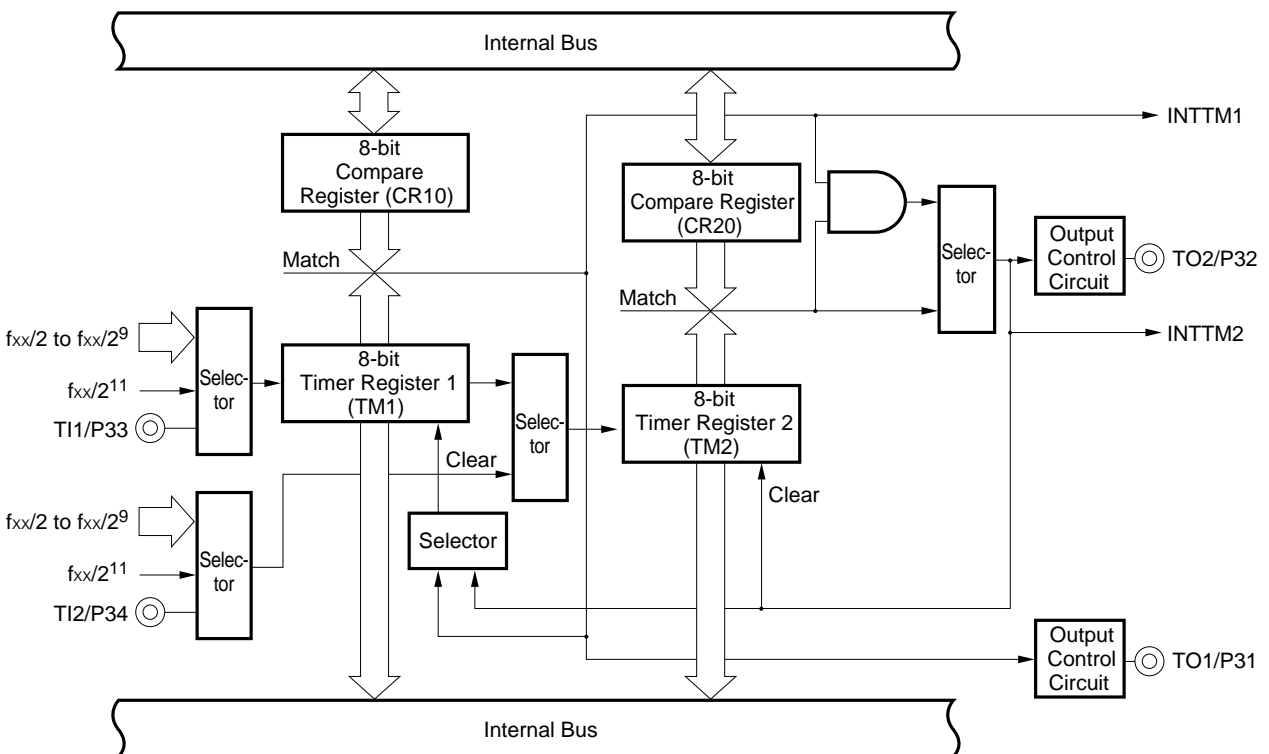 Internal Bus
INTTM1
8-bit
Compare
Register (CR10)
8-bit
Compare Register
(CR20)
Selec-
tor
Output
Control
Circuit
TO2/P32
Match
Match
INTTM2
fxx/2 to fxx/2⁹
fxx/2¹¹
TI1/P33
Selec-
tor
8-bit
Timer Register 1
(TM1)
Selec-
tor
8-bit
Timer Register 2
(TM2)
Clear
Clear
fxx/2 to fxx/2⁹
fxx/2¹¹
TI2/P34
Selec-
tor
Selector
Output
Control
Circuit
TO1/P31
Internal Bus